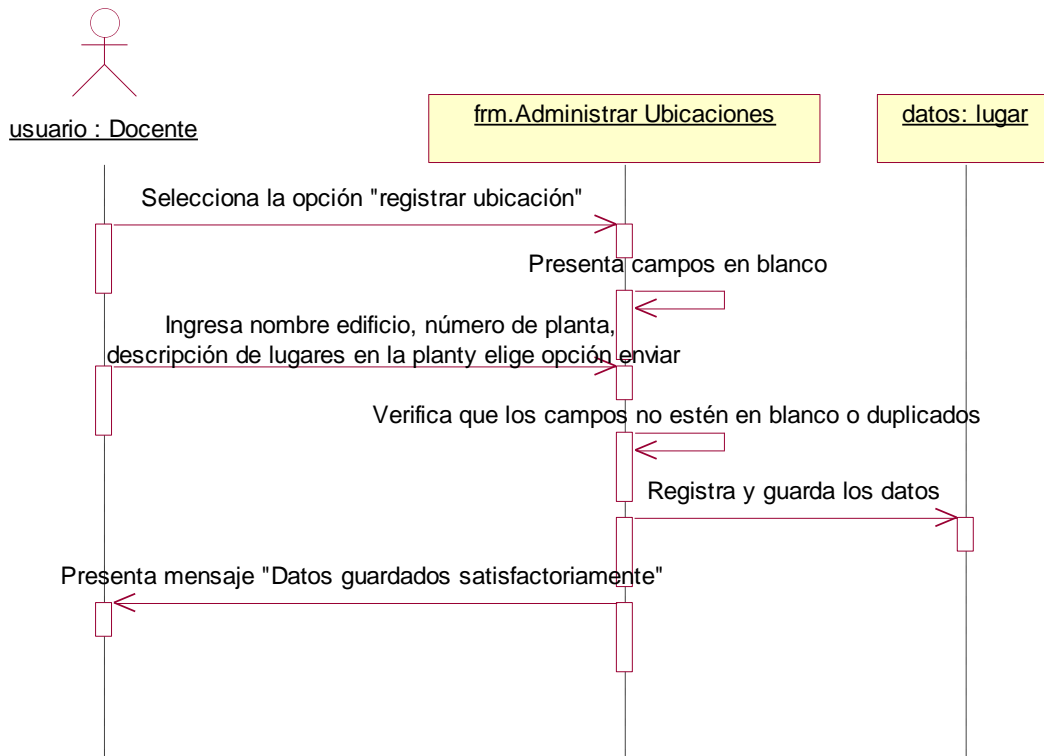 usuario : Docente
frm.Administrar Ubicaciones
datos: lugar
Selecciona la opción "registrar ubicación"
Presenta campos en blanco
Ingresa nombre edificio, número de planta,
descripción de lugares en la planty elige opción enviar
Verifica que los campos no estén en blanco o duplicados
Registra y guarda los datos
Presenta mensaje "Datos guardados satisfactoriamente"